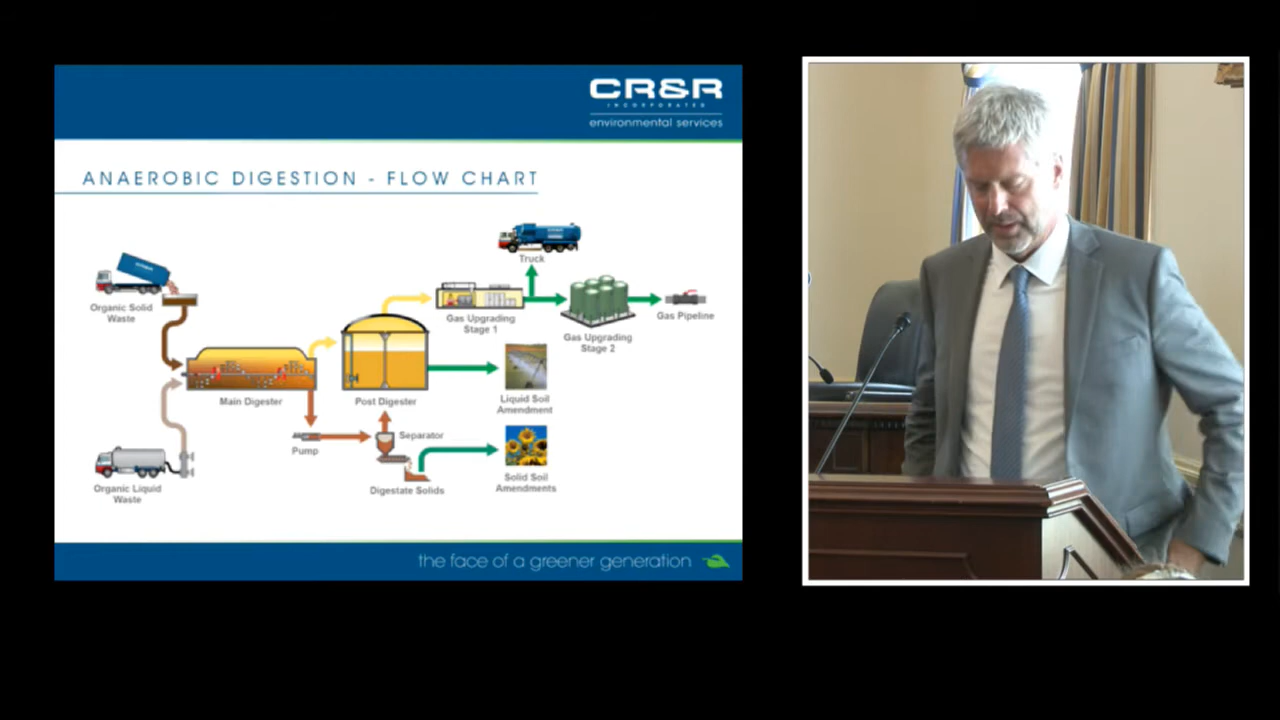 CR&R
INCORPORATED
environmental services
ANAEROBIC DIGESTION - FLOW CHART
Truck
Organic Solid
Waste
Gas Upgrading
Stage 1
Gas Upgrading
Stage 2
Gas Pipeline
Main Digester
Post Digester
Liquid Soil
Amendment
Pump
Separator
Organic Liquid
Waste
Digestate Solids
Solid Soil
Amendments
the face of a greener generation